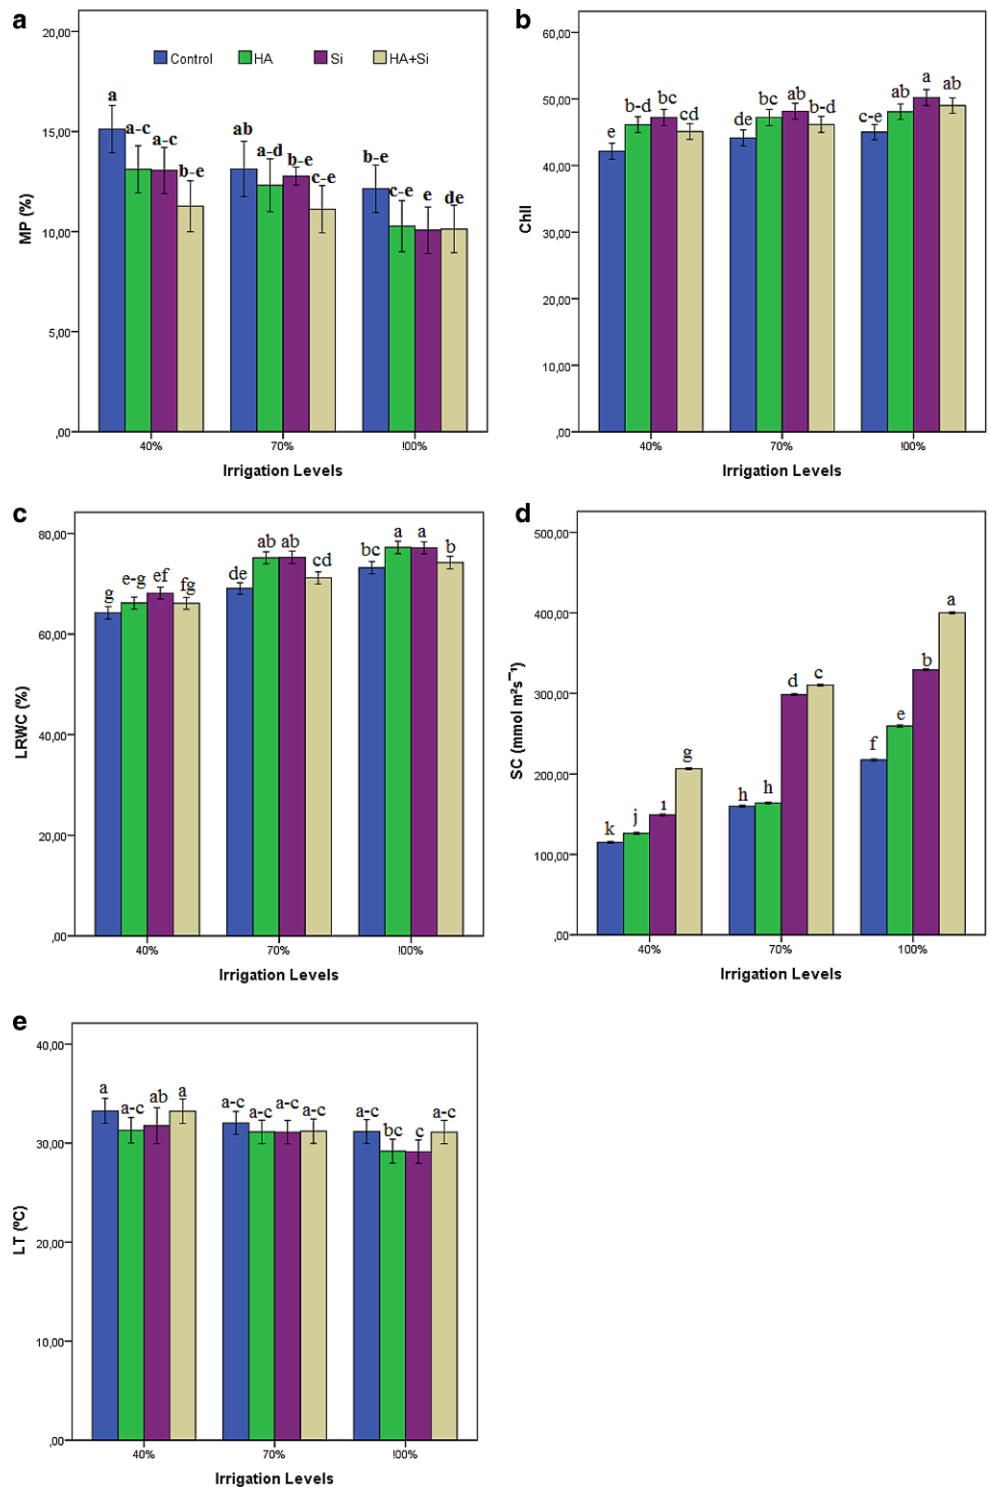 a
20,00
15,00
10,00
5,00
,00
MP (%)
Control HA Si HA+Si
a a-c a-c b-e
ab a-d b-e c-e
b-e c-e e de
40% 70% 100%
Irrigation Levels
b
60,00
50,00
40,00
30,00
20,00
10,00
,00
ChlI
e b-d bc cd
de bc ab b-d
c-e ab a ab
40% 70% 100%
Irrigation Levels
c
80,00
60,00
40,00
20,00
,00
LRWC (%)
g e-g ef fg
de ab ab cd
bc a a b
40% 70% 100%
Irrigation Levels
d
500,00
400,00
300,00
200,00
100,00
,00
SC (mmol m²s⁻¹)
k j ı g
h h d c
f e b a
40% 70% 100%
Irrigation Levels
e
40,00
30,00
20,00
10,00
,00
LT (ºC)
a a-c ab a
a-c a-c a-c a-c
a-c bc c a-c
40% 70% 100%
Irrigation Levels